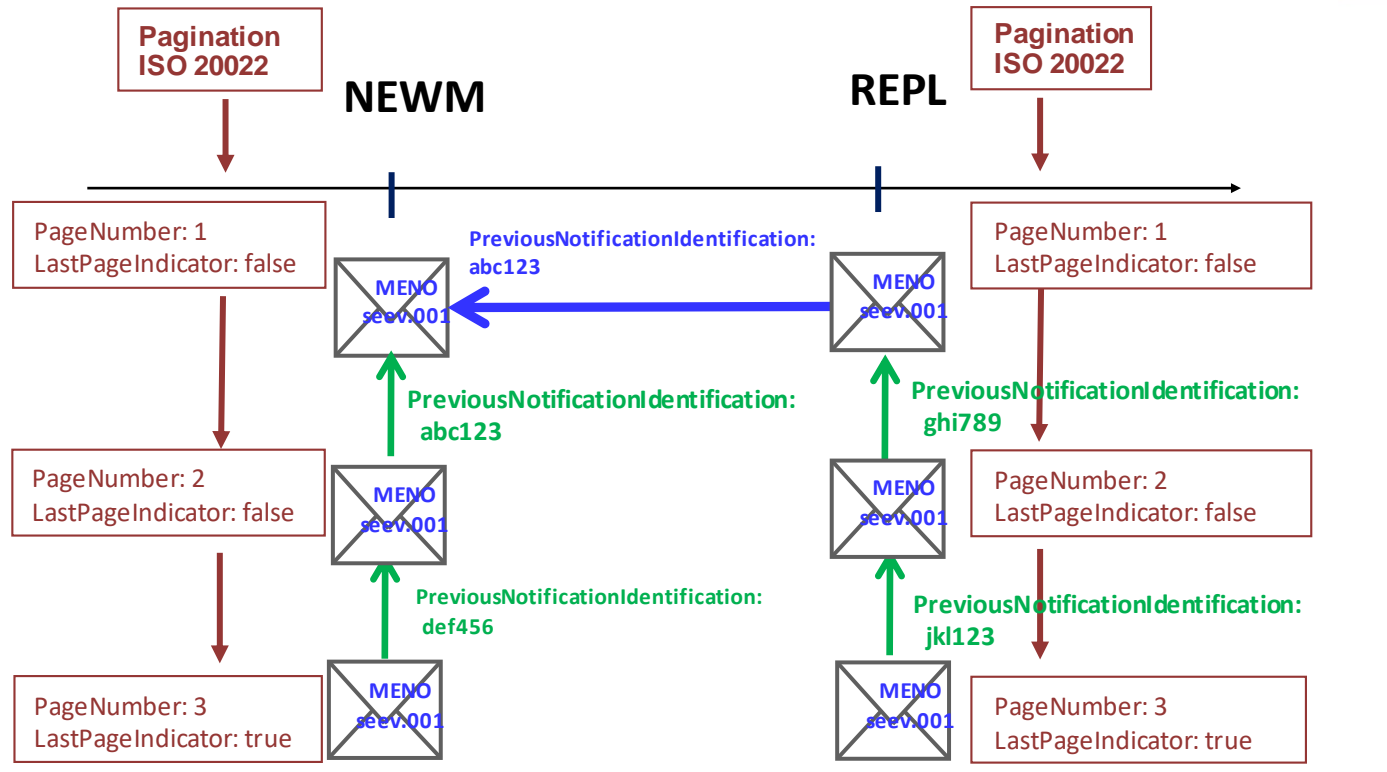 Pagination
ISO 20022
NEWM
REPL
Pagination
ISO 20022
PageNumber: 1
LastPageIndicator: false
PreviousNotificationIdentification:
abc123
MENO
seev.001
MENO
seev.001
PageNumber: 1
LastPageIndicator: false
PreviousNotificationIdentification:
abc123
PreviousNotificationIdentification:
ghi789
PageNumber: 2
LastPageIndicator: false
MENO
seev.001
MENO
seev.001
PageNumber: 2
LastPageIndicator: false
PreviousNotificationIdentification:
def456
PreviousNotificationIdentification:
jkl123
PageNumber: 3
LastPageIndicator: true
MENO
seev.001
MENO
seev.001
PageNumber: 3
LastPageIndicator: true